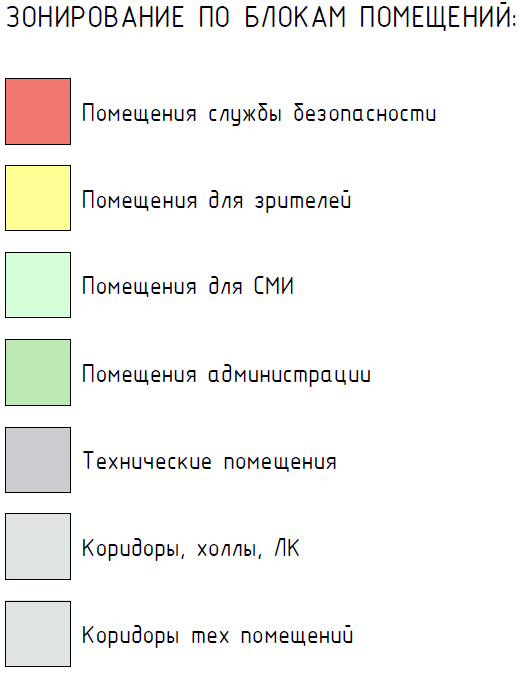 ЗОНИРОВАНИЕ ПО БЛОКАМ ПОМЕЩЕНИЙ:
Помещения службы безопасности
Помещения для зрителей
Помещения для СМИ
Помещения администрации
Технические помещения
Коридоры, холлы, ЛК
Коридоры тех помещений